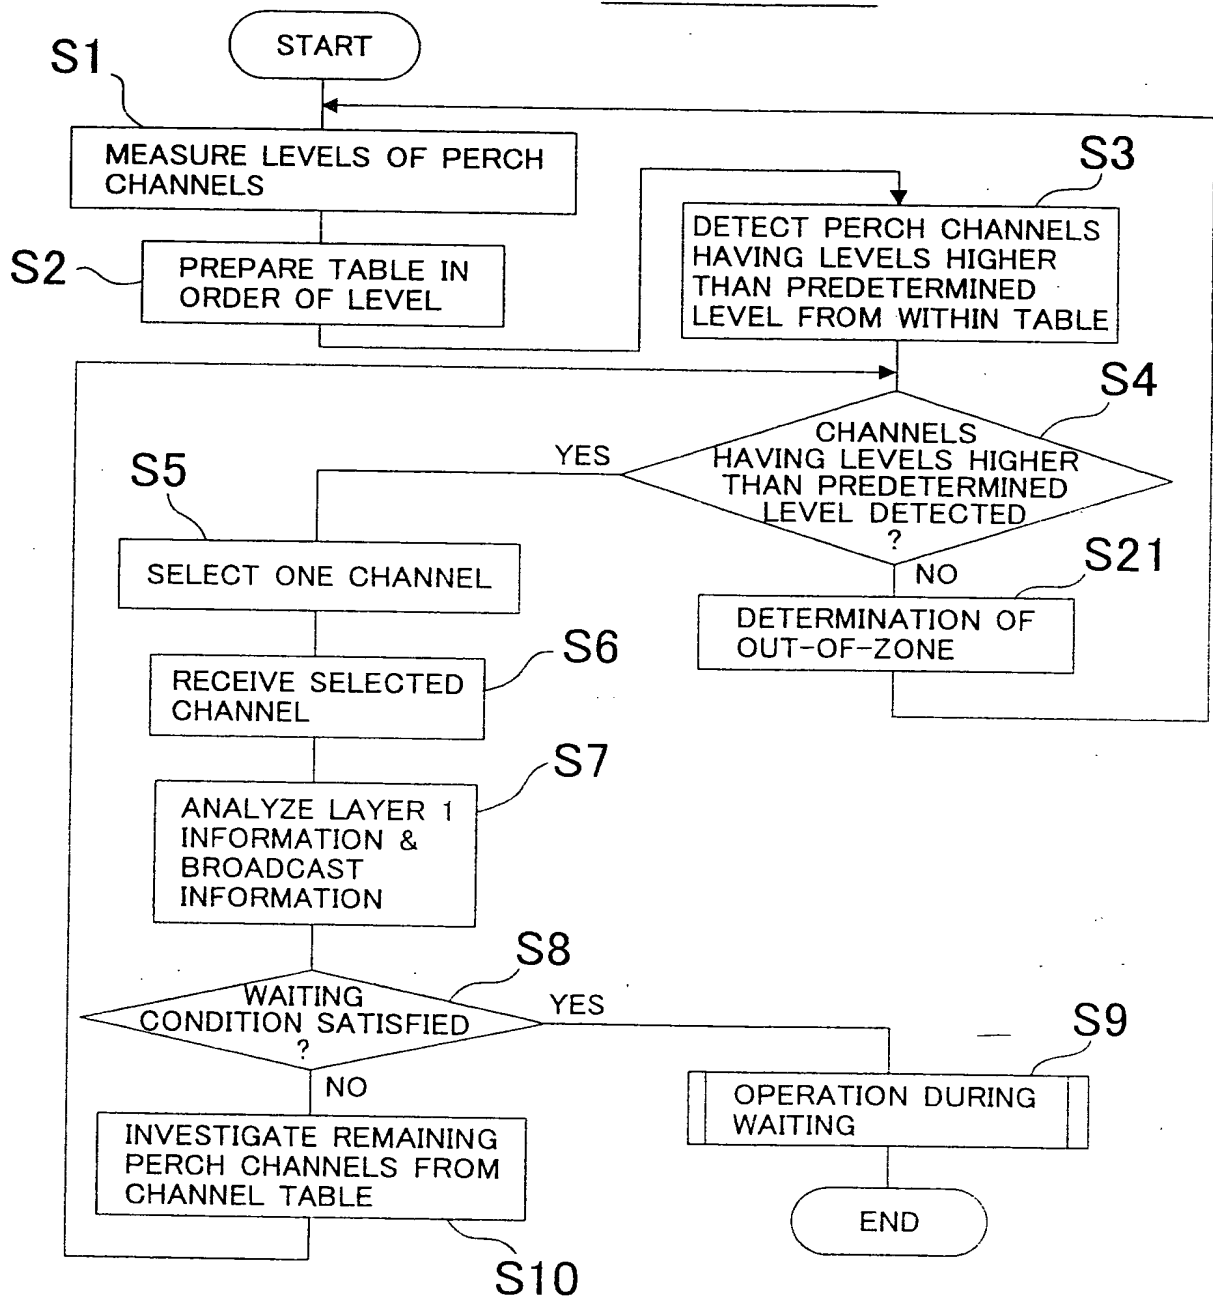 START
S1
MEASURE LEVELS OF PERCH
CHANNELS
S2
PREPARE TABLE IN
ORDER OF LEVEL
S3
DETECT PERCH CHANNELS
HAVING LEVELS HIGHER
THAN PREDETERMINED
LEVEL FROM WITHIN TABLE
S4
CHANNELS
HAVING LEVELS HIGHER
THAN PREDETERMINED
LEVEL DETECTED
?
YES
NO
S5
SELECT ONE CHANNEL
S21
DETERMINATION OF
OUT-OF-ZONE
S6
RECEIVE SELECTED
CHANNEL
S7
ANALYZE LAYER 1
INFORMATION &
BROADCAST
INFORMATION
S8
WAITING
CONDITION SATISFIED
?
YES
NO
S9
OPERATION DURING
WAITING
INVESTIGATE REMAINING
PERCH CHANNELS FROM
CHANNEL TABLE
S10
END